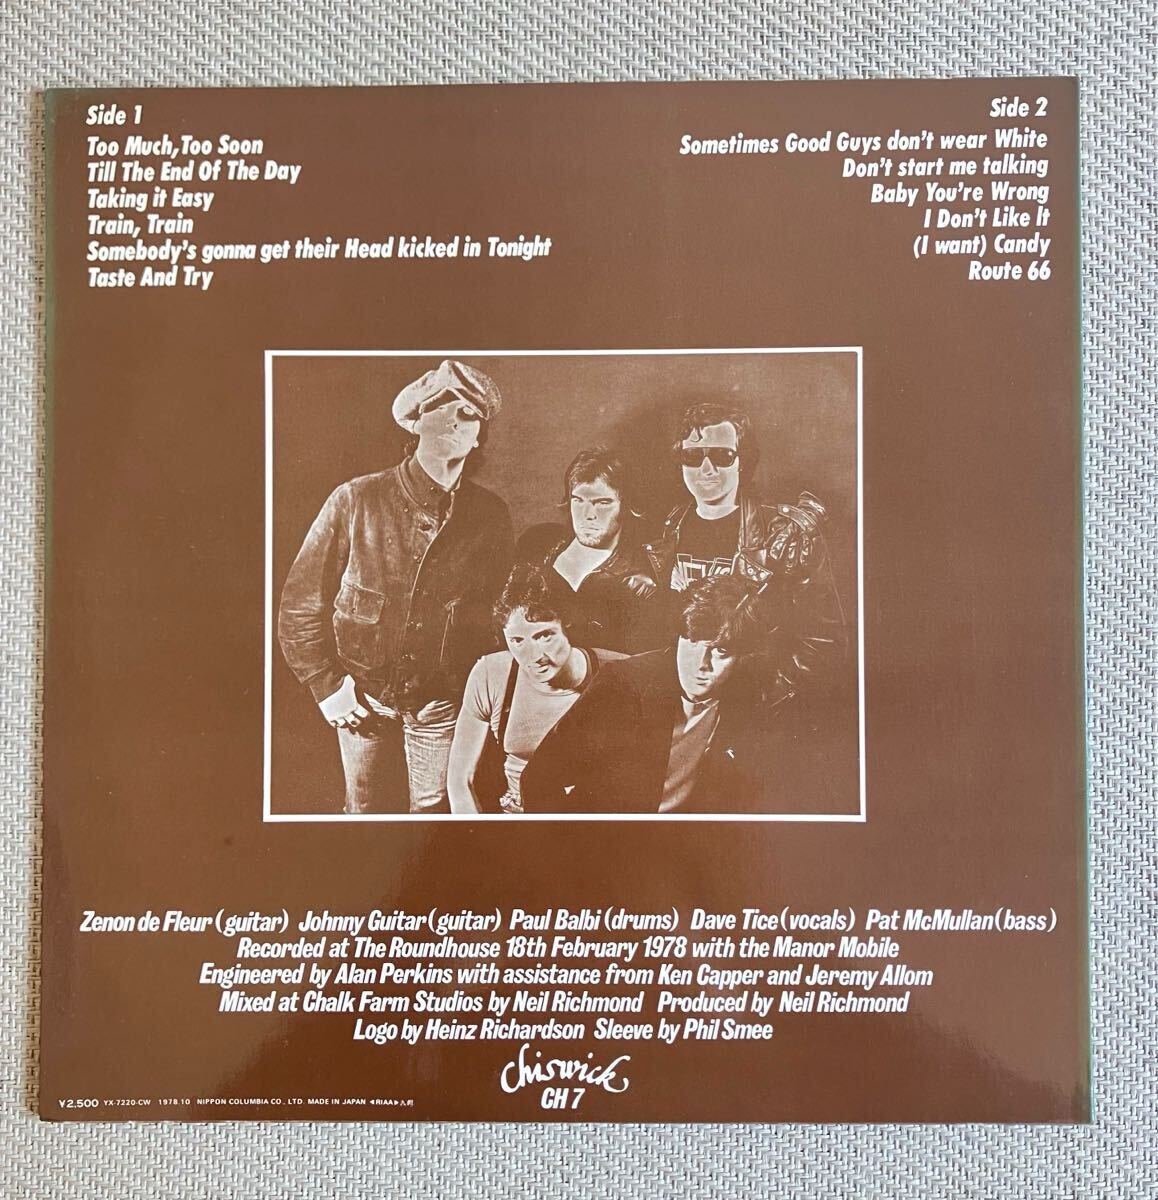 Side 1
Too Much, Too Soon
Till The End Of The Day
Taking it Easy
Train, Train
Somebody's gonna get their Head kicked in Tonight
Taste And Try
Side 2
Sometimes Good Guys don't wear White
Don't start me talking
Baby You're Wrong
I Don't Like It
(I want) Candy
Route 66
Zenon de Fleur (guitar) Johnny Guitar (guitar) Paul Balbi (drums) Dave Tice (vocals) Pat McMullan (bass)
Recorded at The Roundhouse 18th February 1978 with the Manor Mobile
Engineered by Alan Perkins with assistance from Ken Capper and Jeremy Allom
Mixed at Chalk Farm Studios by Neil Richmond Produced by Neil Richmond
Logo by Heinz Richardson Sleeve by Phil Smee
Chiswick
CH 7
¥2,500 YX-7220-CW 1978.10 NIPPON COLUMBIA CO., LTD. MADE IN JAPAN ◀RIAA▶